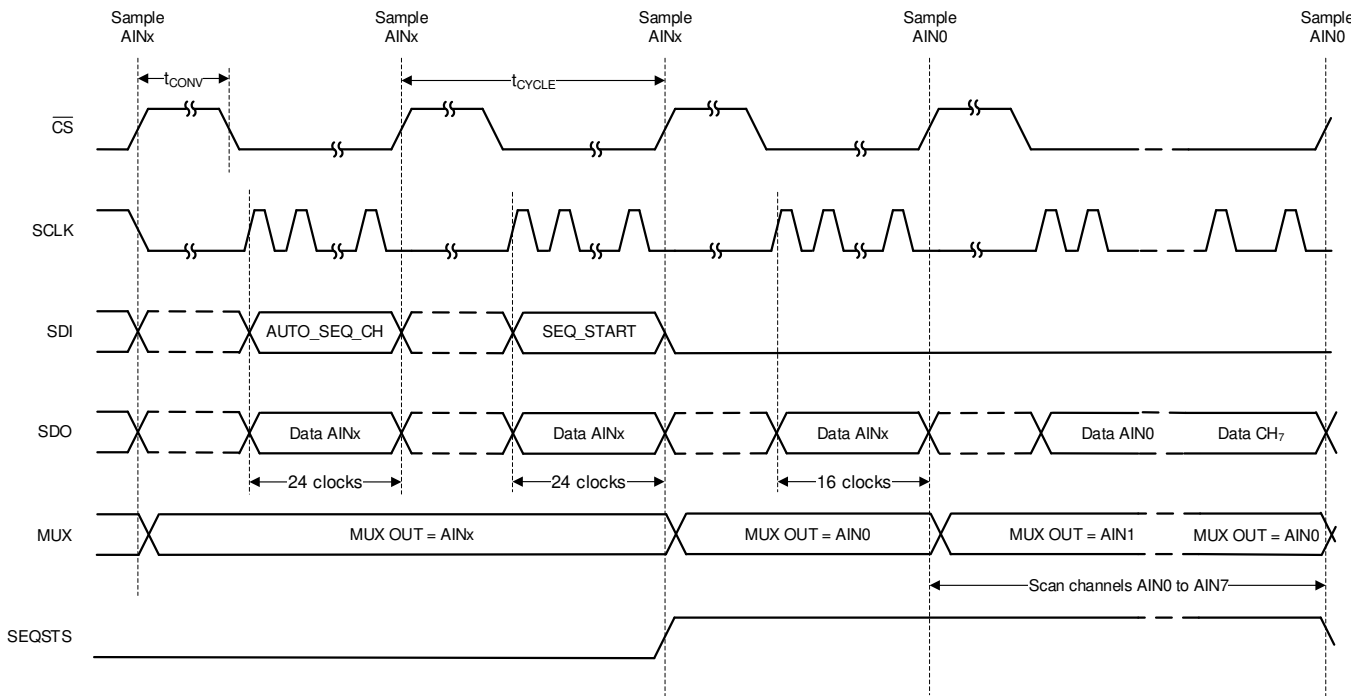 Sample
AINx
Sample
AINx
Sample
AINx
Sample
AIN0
Sample
AIN0
tCONV
tCYCLE
CS
SCLK
SDI
AUTO_SEQ_CH
SEQ_START
SDO
Data AINx
Data AINx
Data AINx
Data AIN0
Data CH7
24 clocks
24 clocks
16 clocks
MUX
MUX OUT = AINx
MUX OUT = AIN0
MUX OUT = AIN1
MUX OUT = AIN0
Scan channels AIN0 to AIN7
SEQSTS